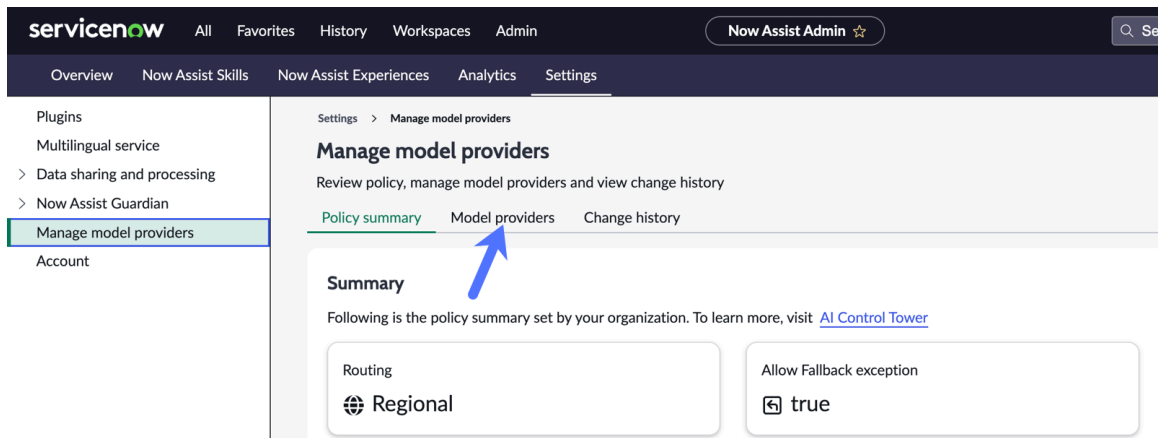 servicenow All Favorites History Workspaces Admin Now Assist Admin Se
Overview Now Assist Skills Now Assist Experiences Analytics Settings
Plugins
Multilingual service
Data sharing and processing
Now Assist Guardian
Manage model providers
Account
Settings > Manage model providers
Manage model providers
Review policy, manage model providers and view change history
Policy summary Model providers Change history
Summary
Following is the policy summary set by your organization. To learn more, visit AI Control Tower
Routing
Regional
Allow Fallback exception
true